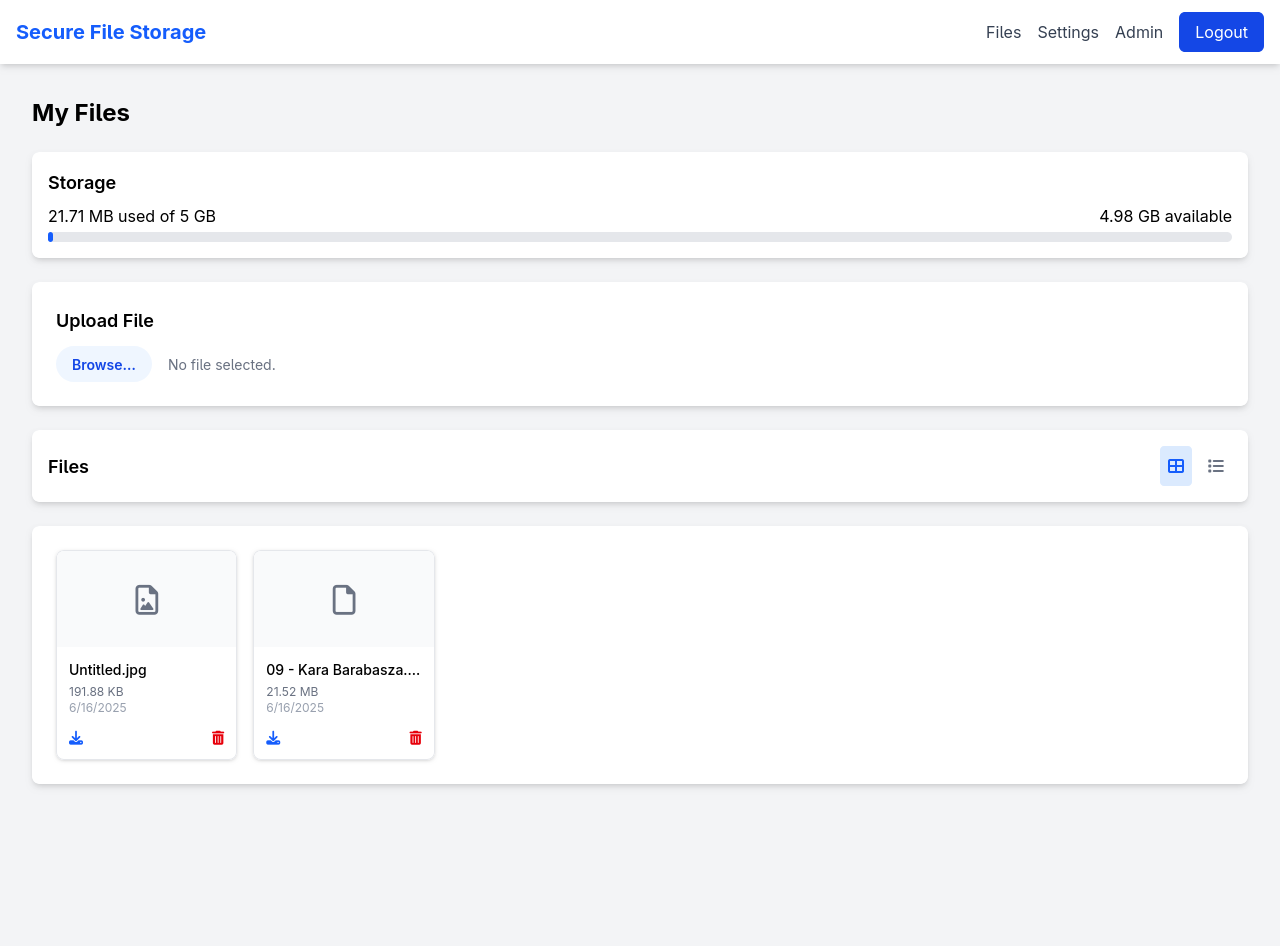 Secure File Storage
Files Settings Admin Logout
My Files
Storage
21.71 MB used of 5 GB 4.98 GB available
Upload File
Browse... No file selected.
Files
Untitled.jpg
191.88 KB
6/16/2025
09 - Kara Barabasza....
21.52 MB
6/16/2025